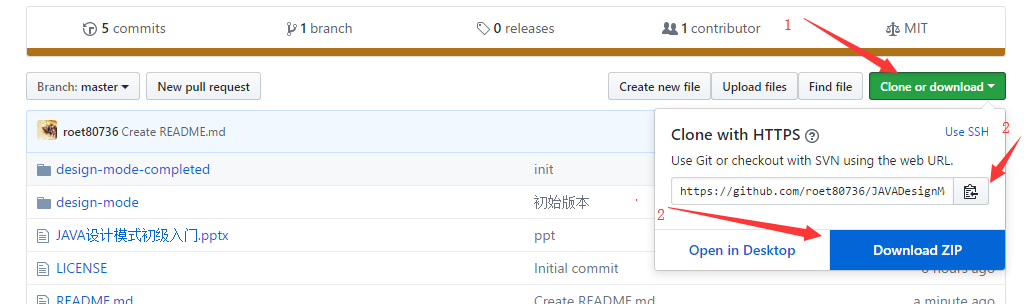 5 commits 1 branch 0 releases 1 contributor MIT
1
Branch: master New pull request Create new file Upload files Find file Clone or download
roet80736 Create README.md
Clone with HTTPS Use SSH
2
Use Git or checkout with SVN using the web URL.
https://github.com/roet80736/JAVADesignM
2
Open in Desktop Download ZIP
design-mode-completed init
design-mode 初始版本
JAVA设计模式初级入门.pptx ppt
LICENSE Initial commit 6 hours ago
README.md Create README.md a minute ago